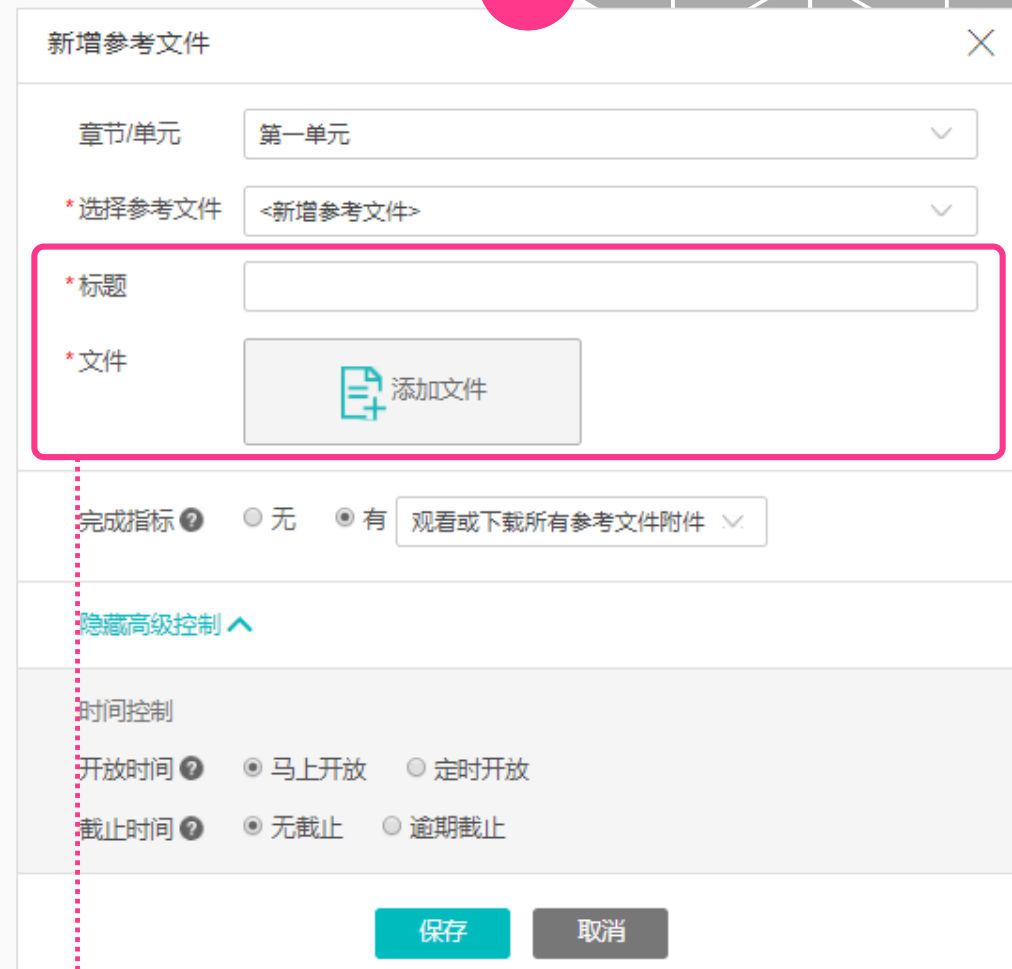 新增参考文件
章节/单元 第一单元
*选择参考文件 <新增参考文件>
*标题
*文件 添加文件
完成指标 ? 无 有 观看或下载所有参考文件附件
隐藏高级控制
时间控制
开放时间 ? 马上开放 定时开放
截止时间 ? 无截止 逾期截止
保存 取消